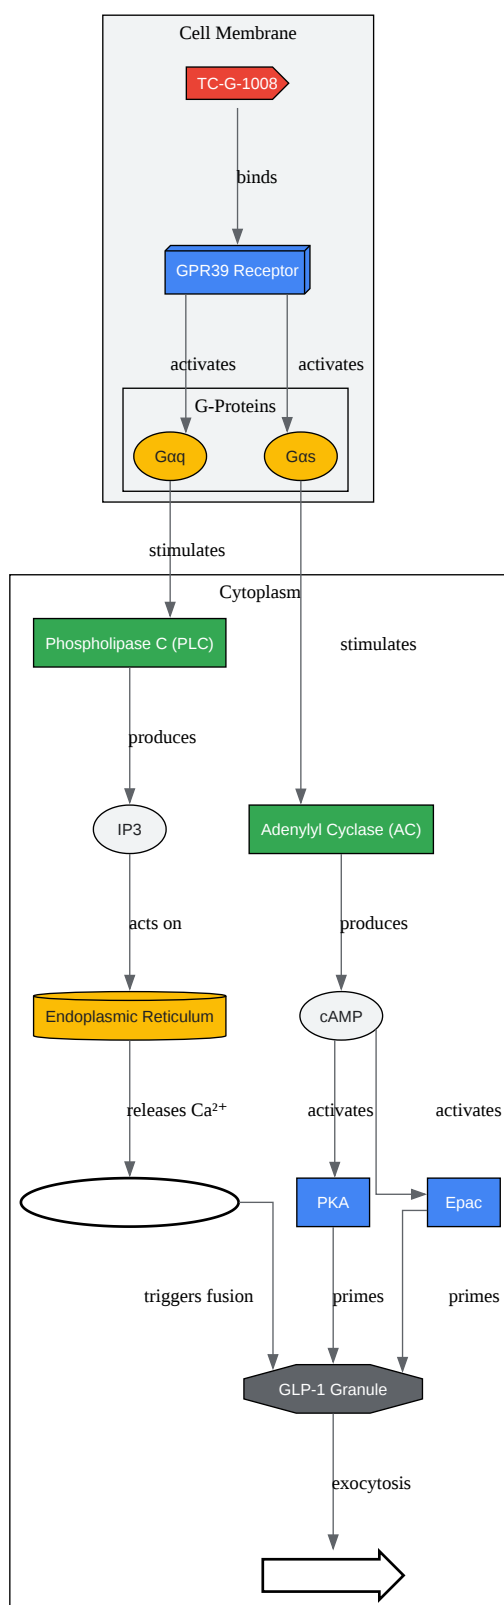 Cell Membrane
TC-G-1008
binds
GPR39 Receptor
activates
activates
G-Proteins
Gαq
Gαs
stimulates
Cytoplasm
Phospholipase C (PLC)
stimulates
produces
IP3
Adenylyl Cyclase (AC)
acts on
produces
Endoplasmic Reticulum
cAMP
releases Ca²⁺
activates
activates
PKA
Epac
triggers fusion
primes
primes
GLP-1 Granule
exocytosis